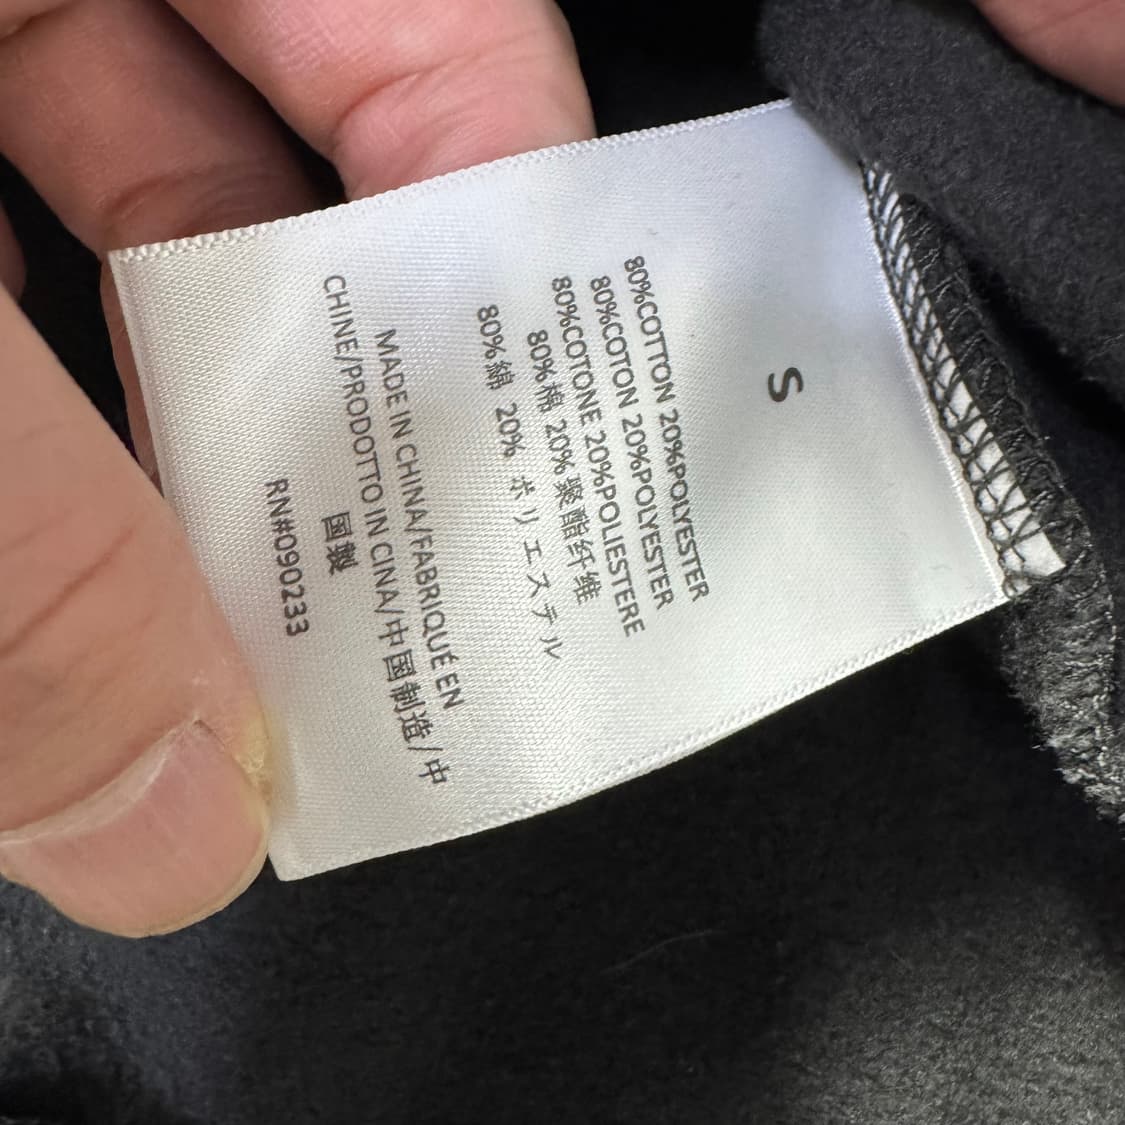 S
80%COTTON 20%POLYESTER
80%COTON 20%POLYESTER
80%COTONE 20%POLIESTERE
80%棉 20%聚酯纤维
80%綿 20% ポリエステル
MADE IN CHINA/FABRIQUÉ EN
CHINE/PRODOTTO IN CINA/中国制造/中
国製
RN#090233